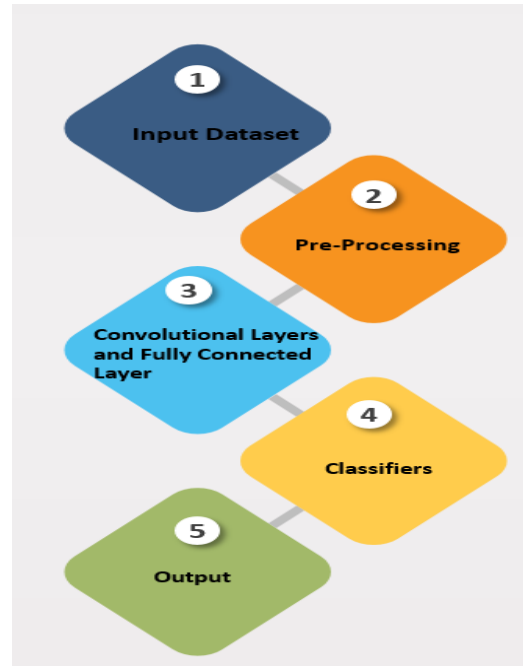 1
Input Dataset
2
Pre-Processing
3
Convolutional Layers
and Fully Connected
Layer
4
Classifiers
5
Output